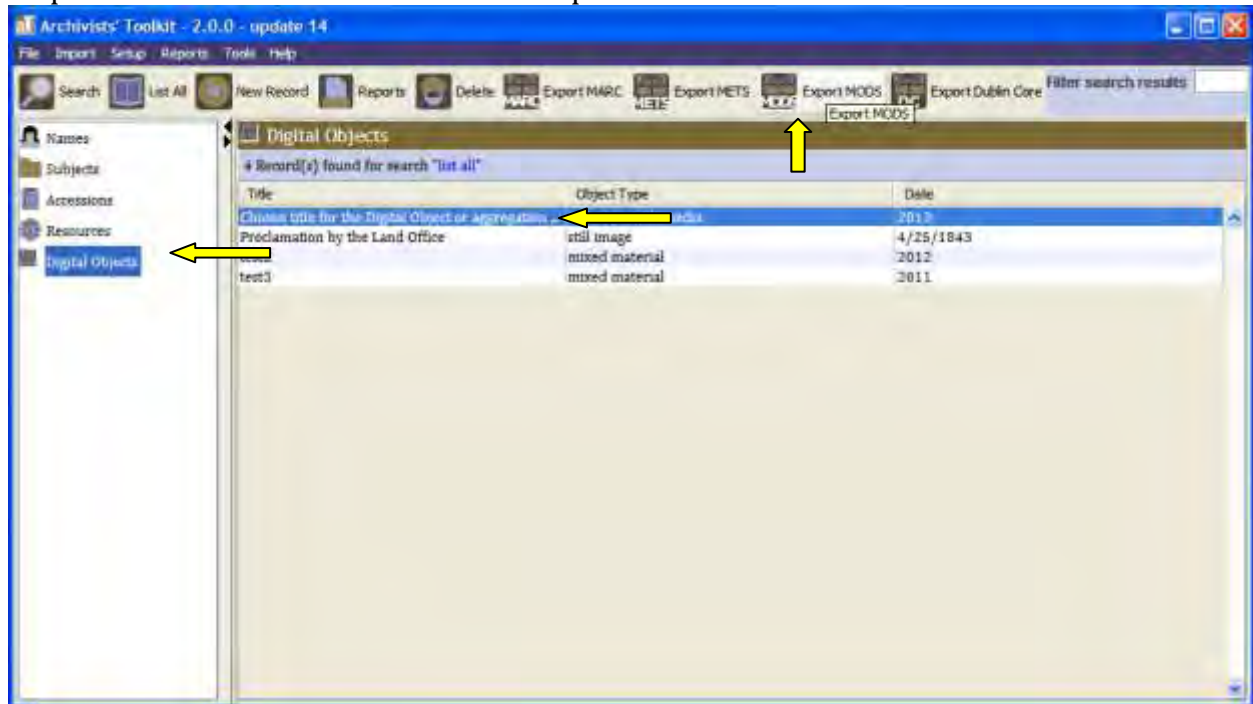 Archivists' Toolkit - 2.0.0 - update 14
File Import Setup Reports Tools Help
Search List All New Record Reports Delete Export MARC Export METS Export MODS Export Dublin Core Filter search results
Export MODS
Names
Subjects
Accessions
Resources
Digital Objects
Digital Objects
4 Record(s) found for search "list all"
Title Object Type Date
Choose title for the Digital Object or aggregation 2012
Proclamation by the Land Office still image 4/25/1843
mixed material 2012
test3 mixed material 2011